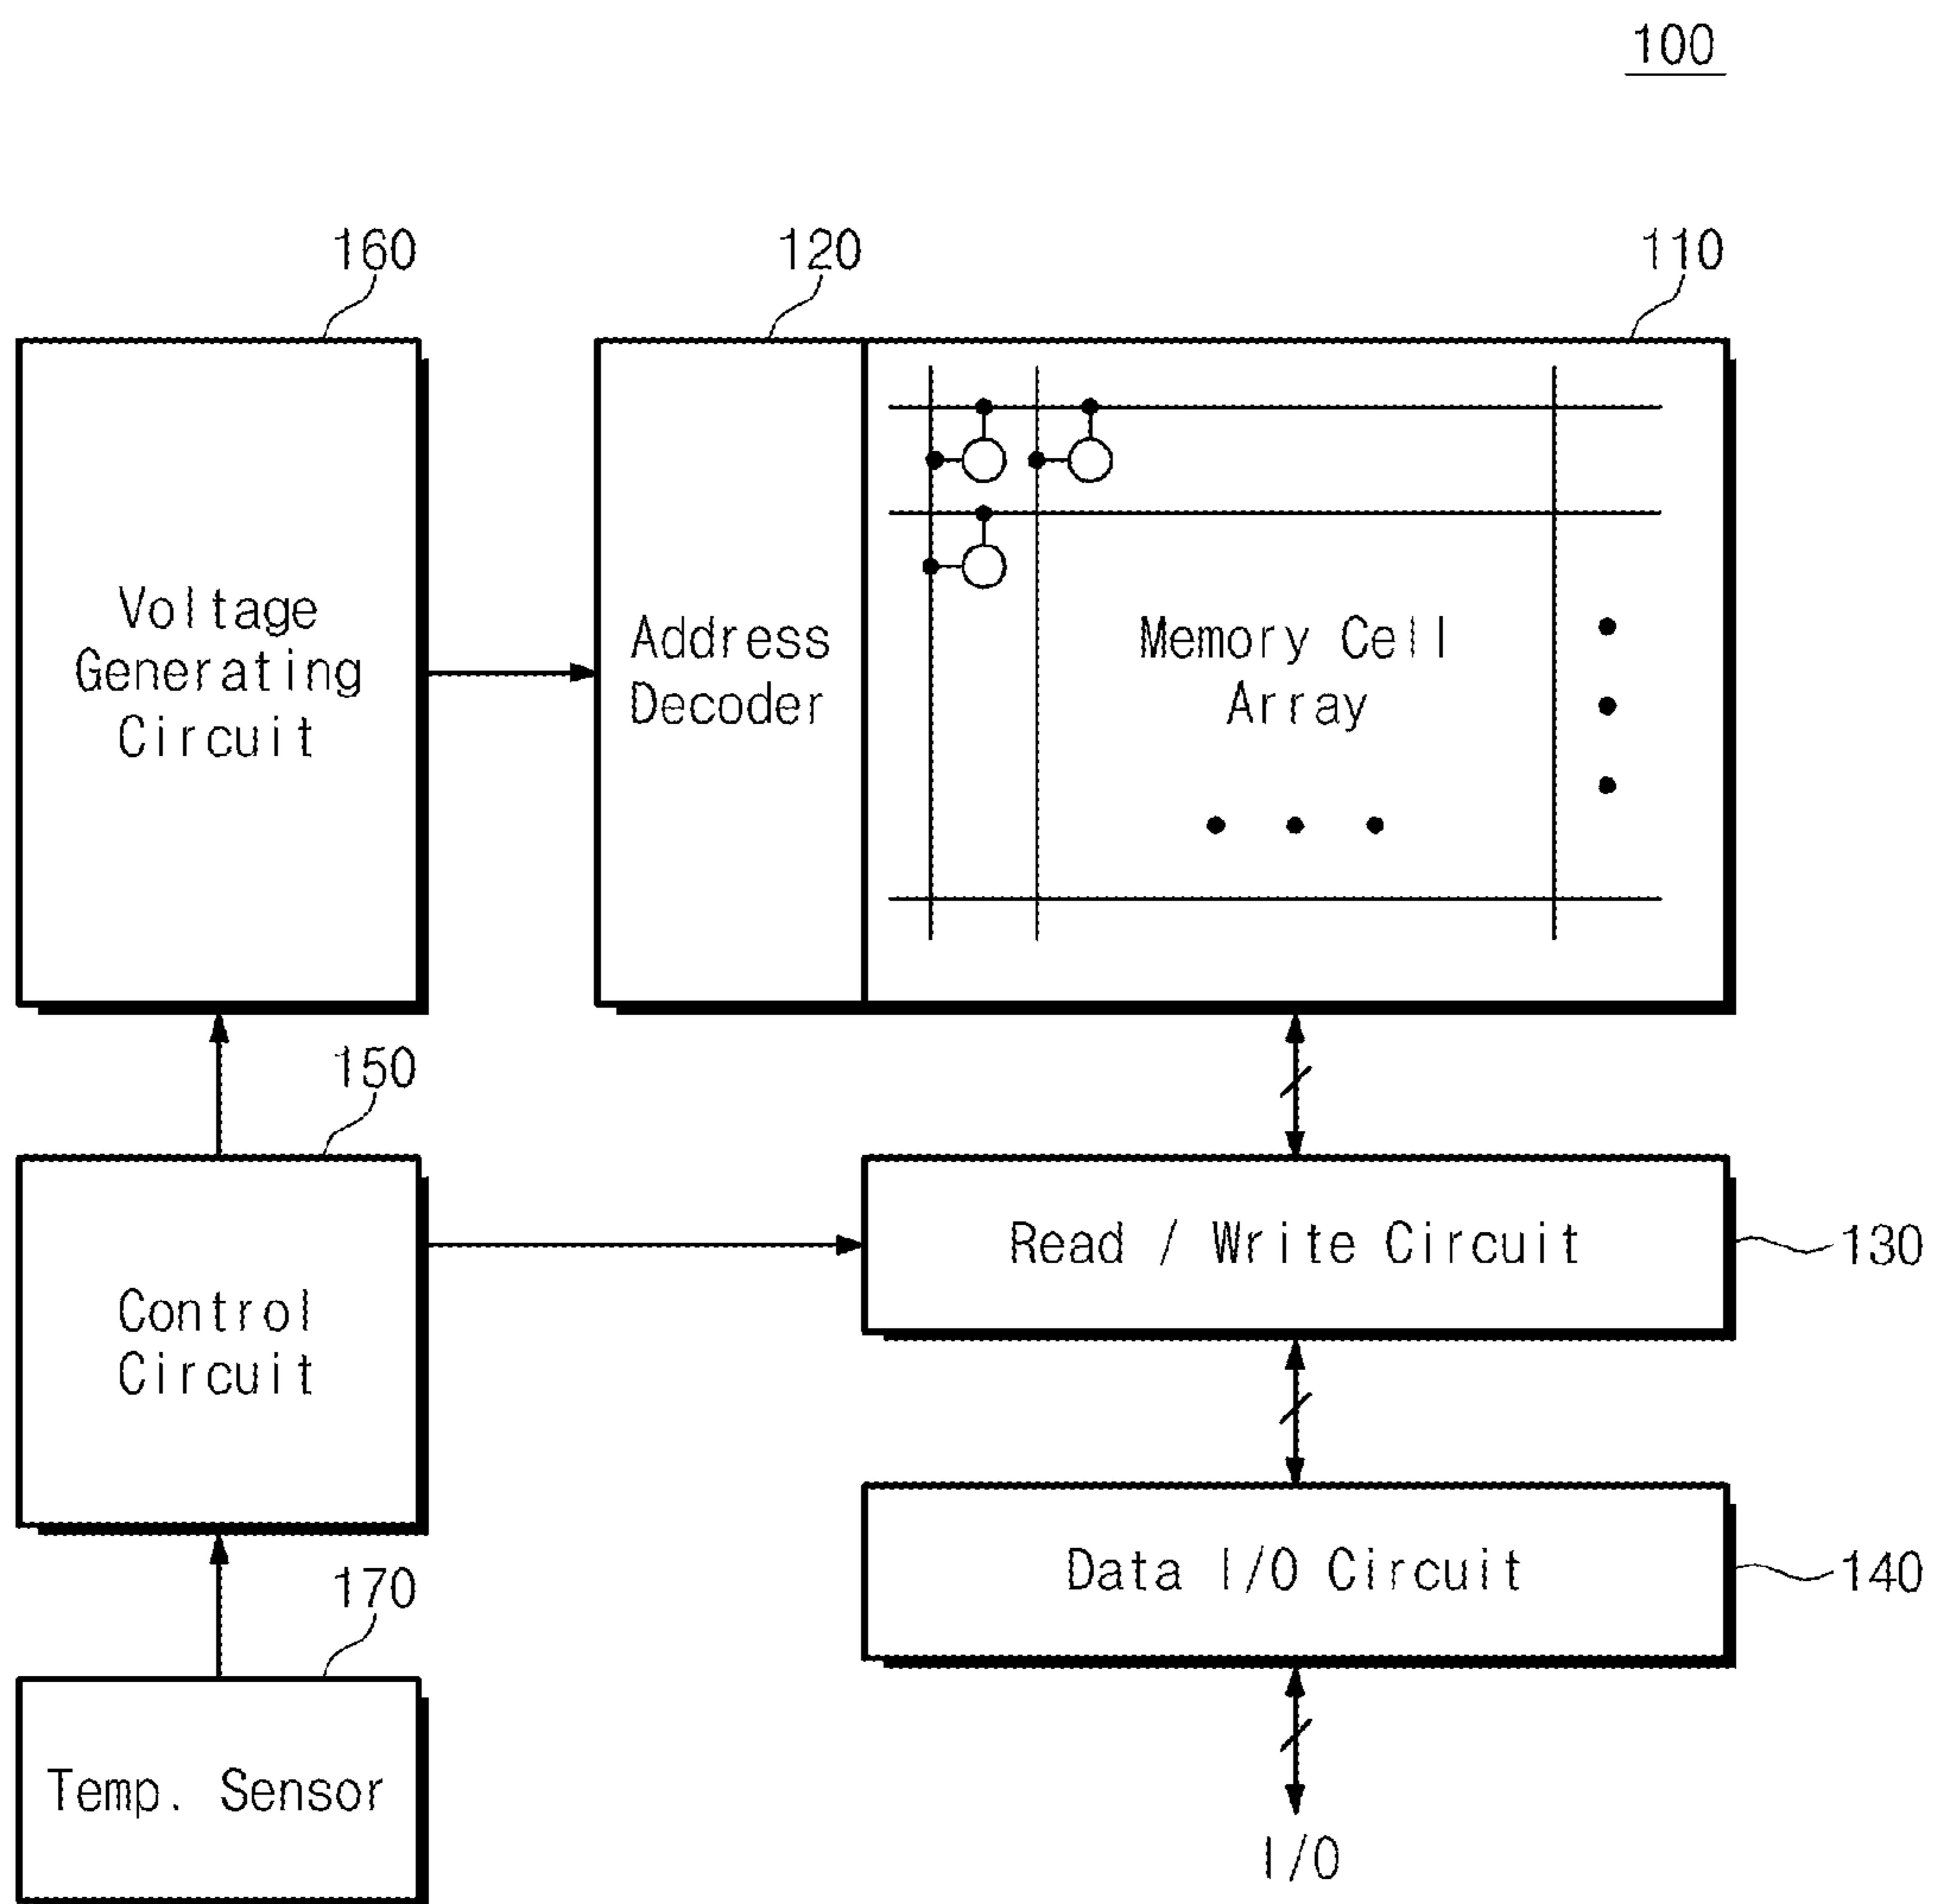 100
160
120
110
Voltage
Generating
Circuit
Address
Decoder
Memory Cell
Array
150
Control
Circuit
Read / Write Circuit
130
170
Temp. Sensor
Data I/O Circuit
140
I/O